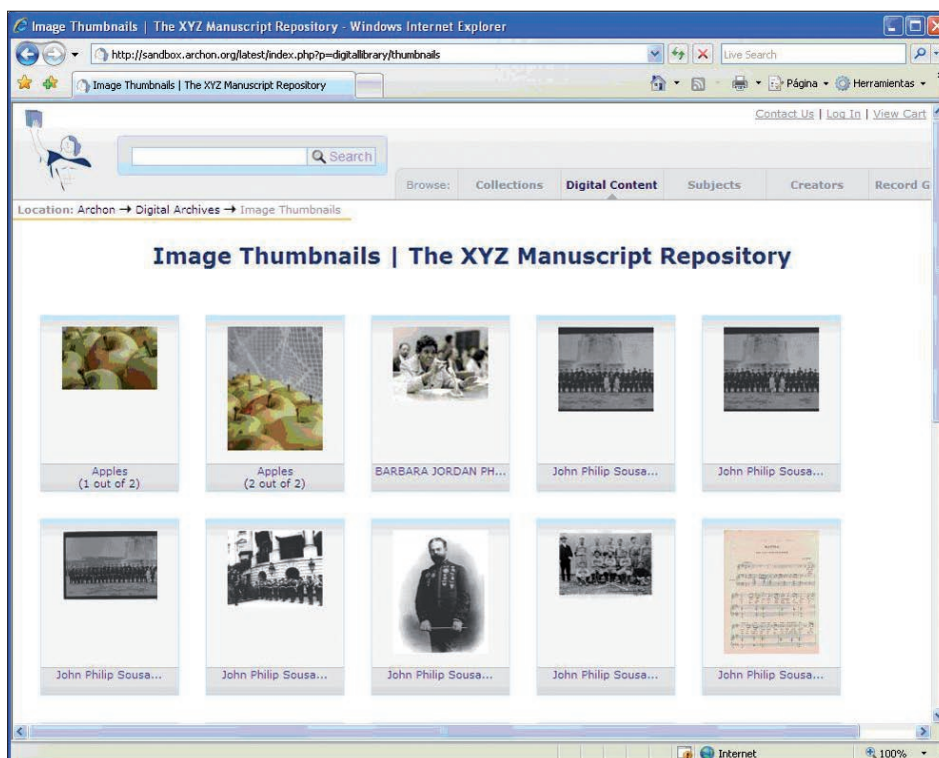 Image Thumbnails | The XYZ Manuscript Repository - Windows Internet Explorer
http://sandbox.archon.org/latest/index.php?p=digitallibrary/thumbnails
Live Search
Image Thumbnails | The XYZ Manuscript Repository
Página
Herramientas
Contact Us | Log In | View Cart
Search
Browse: Collections Digital Content Subjects Creators Record G
Location: Archon → Digital Archives → Image Thumbnails
Image Thumbnails | The XYZ Manuscript Repository
Apples
(1 out of 2)
Apples
(2 out of 2)
BARBARA JORDAN PH...
John Philip Sousa...
John Philip Sousa...
John Philip Sousa...
John Philip Sousa...
John Philip Sousa...
John Philip Sousa...
John Philip Sousa...
Internet
100%